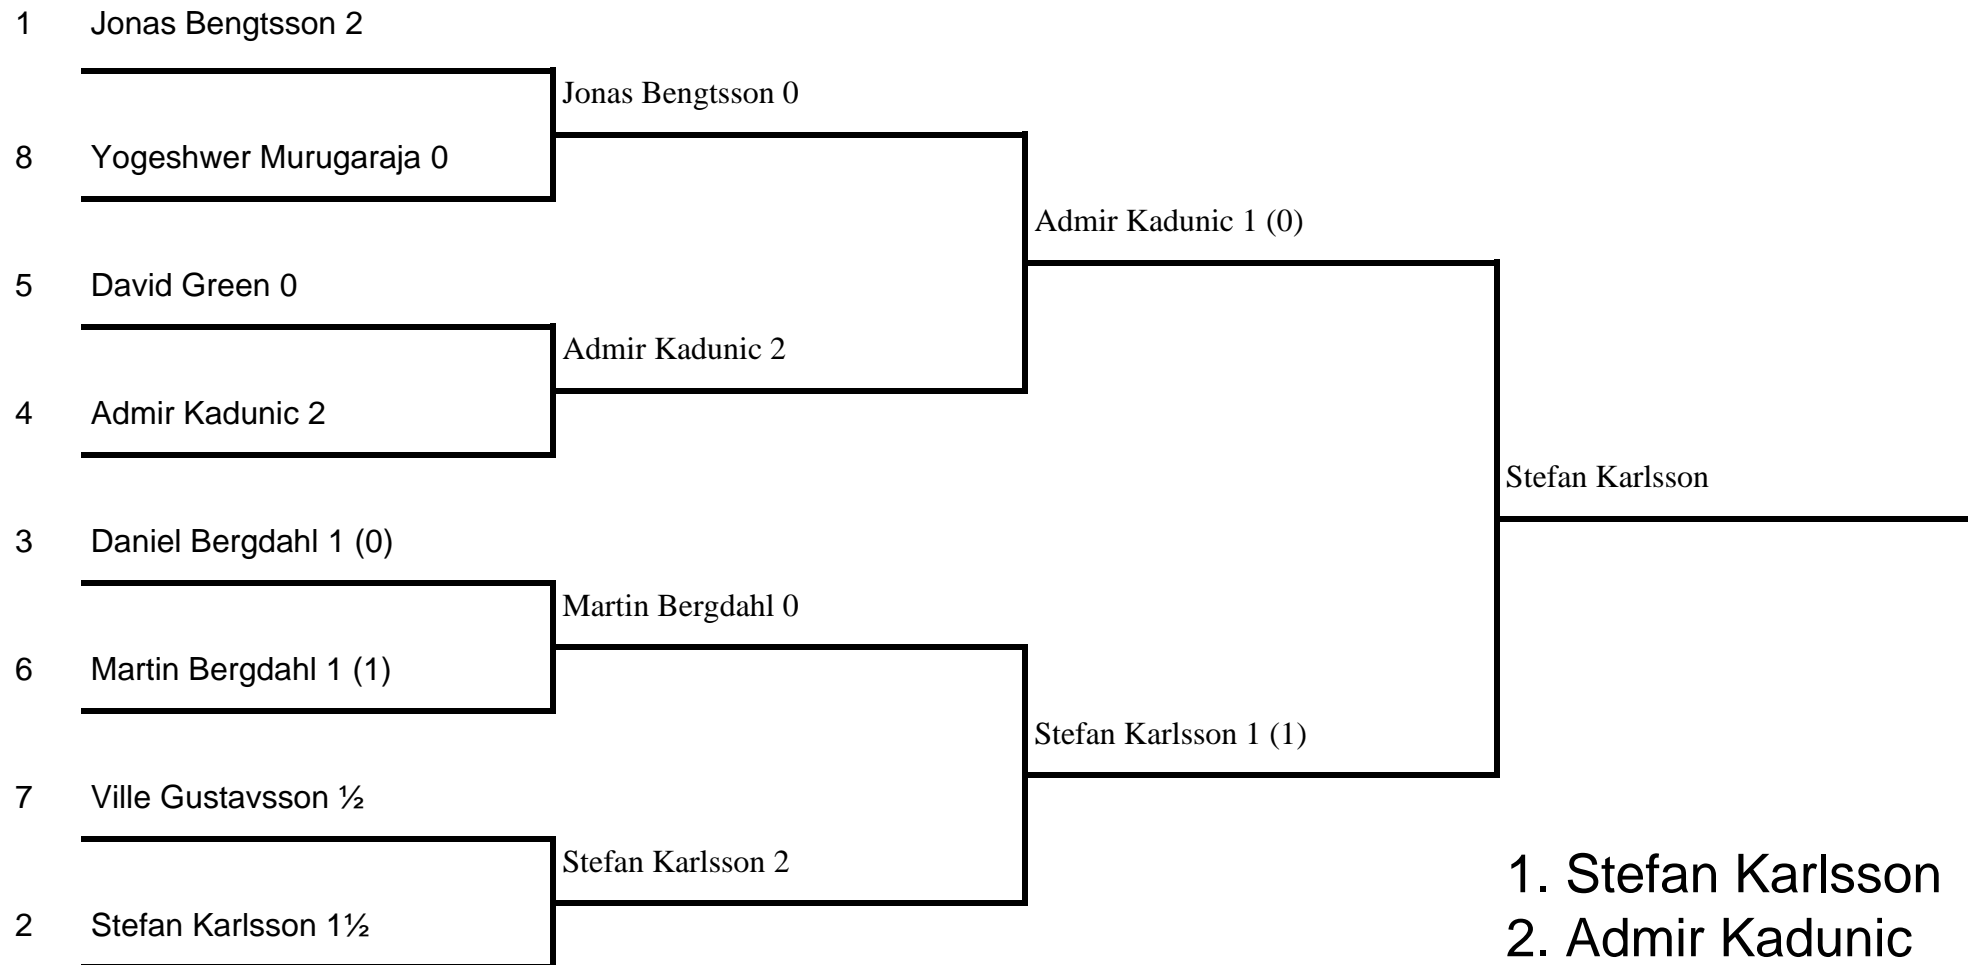 1 Jonas Bengtsson 2
Jonas Bengtsson 0
8 Yogeshwer Murugaraja 0
Admir Kadunic 1 (0)
5 David Green 0
Admir Kadunic 2
4 Admir Kadunic 2
Stefan Karlsson
3 Daniel Bergdahl 1 (0)
Martin Bergdahl 0
6 Martin Bergdahl 1 (1)
Stefan Karlsson 1 (1)
7 Ville Gustavsson ½
Stefan Karlsson 2
2 Stefan Karlsson 1½
1. Stefan Karlsson
2. Admir Kadunic